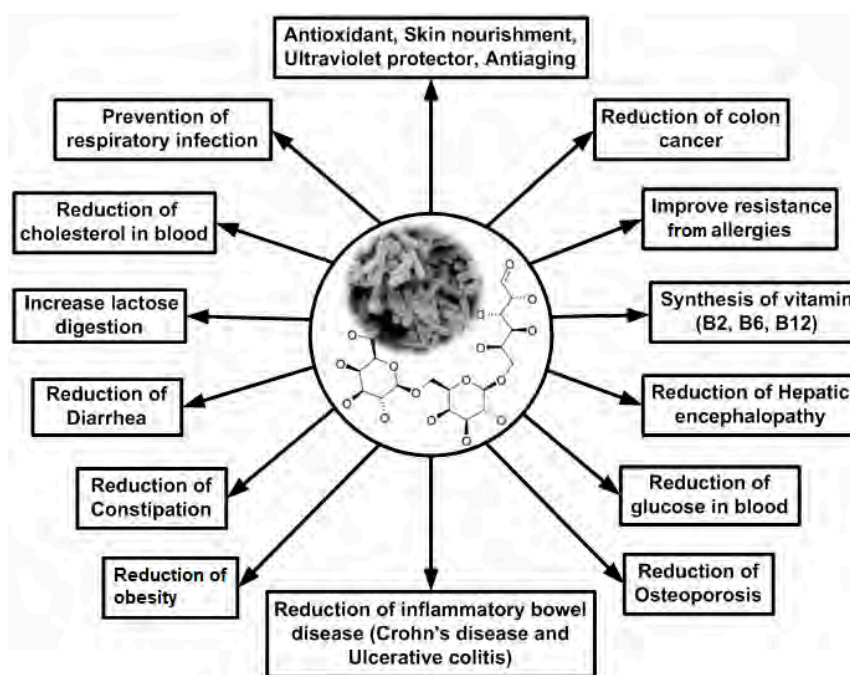 Antioxidant, Skin nourishment,
Ultraviolet protector, Antiaging
Prevention of
respiratory infection
Reduction of colon
cancer
Reduction of
cholesterol in blood
Improve resistance
from allergies
Increase lactose
digestion
Synthesis of vitamin
(B2, B6, B12)
Reduction of
Diarrhea
Reduction of Hepatic
encephalopathy
Reduction of
Constipation
Reduction of
glucose in blood
Reduction of
obesity
Reduction of
Osteoporosis
Reduction of inflammatory bowel
disease (Crohn's disease and
Ulcerative colitis)